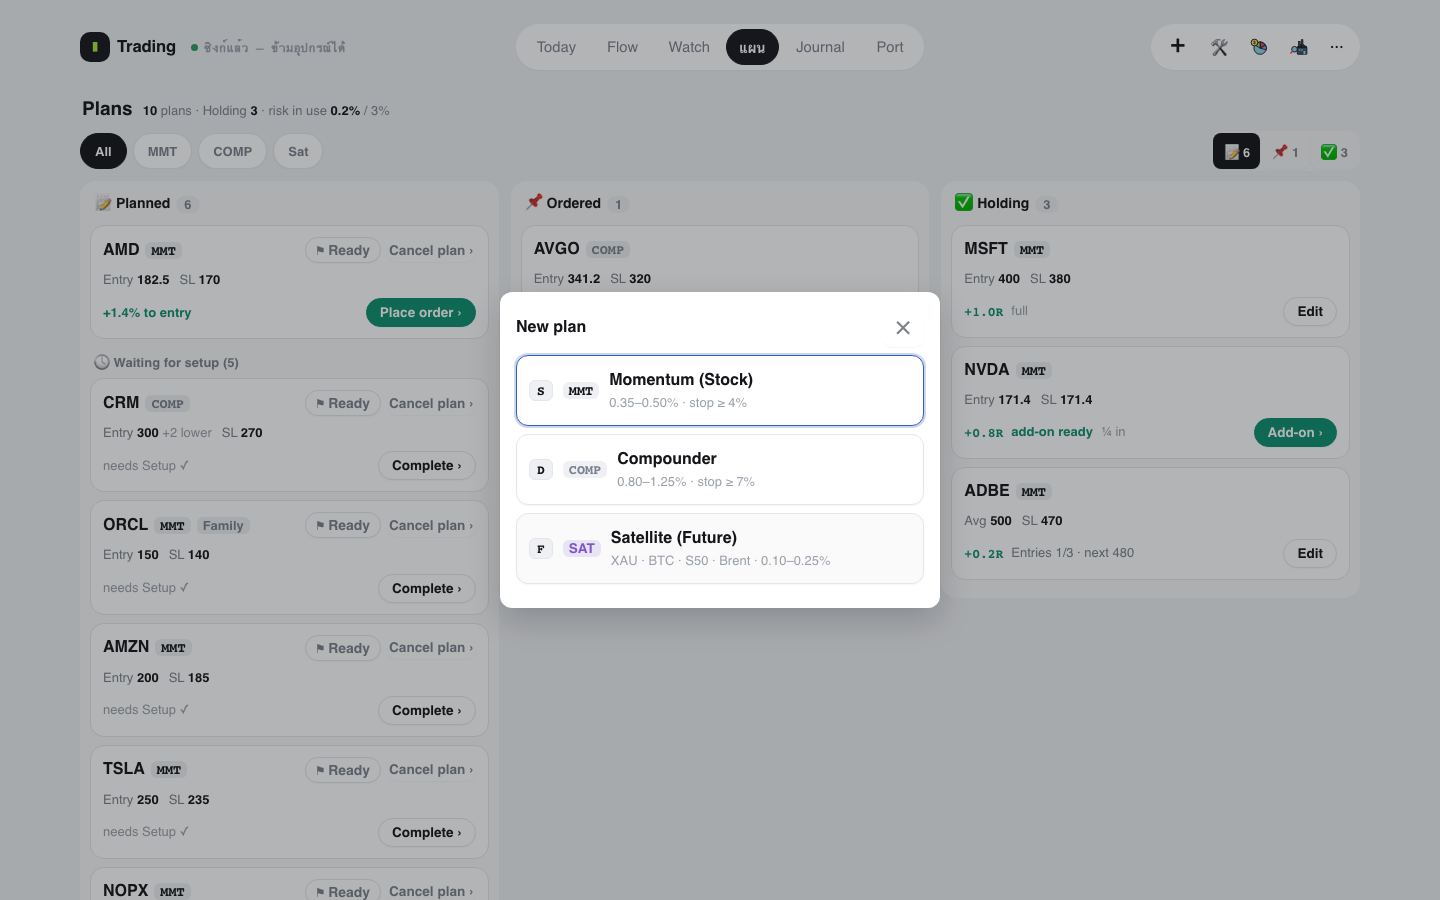 Trading
ซิงก์แล้ว — ข้ามอุปกรณ์ได้
Today Flow Watch แผน Journal Port
+ ···
Plans 10 plans · Holding 3 · risk in use 0.2% / 3%
All MMT COMP Sat
📝 6 📌 1 ✅ 3
📝 Planned 6
AMD MMT ⚑ Ready Cancel plan ›
Entry 182.5 SL 170
+1.4% to entry Place order ›
🕓 Waiting for setup (5)
CRM COMP ⚑ Ready Cancel plan ›
Entry 300 +2 lower SL 270
needs Setup ✓ Complete ›
ORCL MMT Family ⚑ Ready Cancel plan ›
Entry 150 SL 140
needs Setup ✓ Complete ›
AMZN MMT ⚑ Ready Cancel plan ›
Entry 200 SL 185
needs Setup ✓ Complete ›
TSLA MMT ⚑ Ready Cancel plan ›
Entry 250 SL 235
needs Setup ✓ Complete ›
NOPX MMT ⚑ Ready Cancel plan ›
📌 Ordered 1
AVGO COMP
Entry 341.2 SL 320
New plan ✕
S MMT Momentum (Stock)
0.35–0.50% · stop ≥ 4%
D COMP Compounder
0.80–1.25% · stop ≥ 7%
F SAT Satellite (Future)
XAU · BTC · S50 · Brent · 0.10–0.25%
✅ Holding 3
MSFT MMT
Entry 400 SL 380
+1.0R full Edit
NVDA MMT
Entry 171.4 SL 171.4
+0.8R add-on ready ¼ in Add-on ›
ADBE MMT
Avg 500 SL 470
+0.2R Entries 1/3 · next 480 Edit